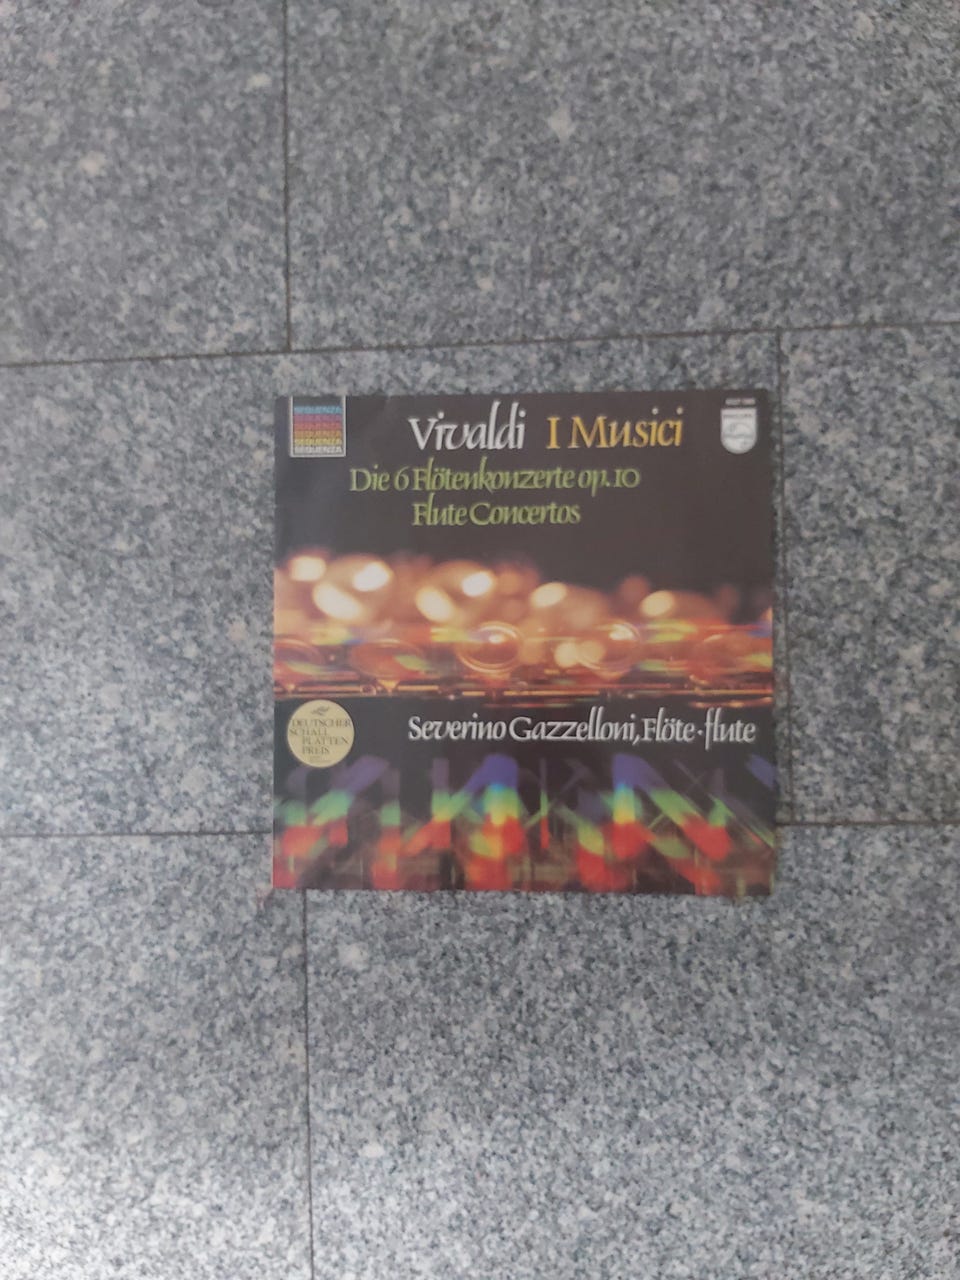 SEQUENZA
SEQUENZA
SEQUENZA
SEQUENZA
SEQUENZA
Vivaldi I Musici
PHILIPS
Die 6 Flötenkonzerte op. 10
Flute Concertos
DEUTSCHER
SCHALL
PLATTEN
PREIS
Severino Gazzelloni, Flöte·flute